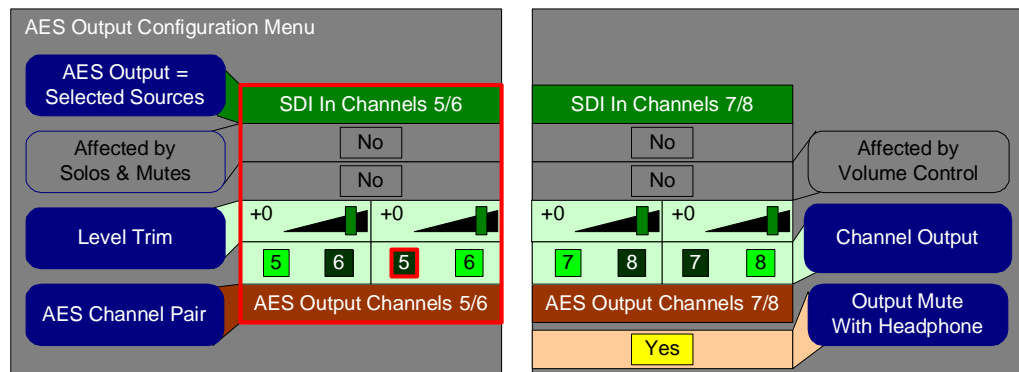 AES Output Configuration Menu
AES Output =
Selected Sources
SDI In Channels 5/6
SDI In Channels 7/8
Affected by
Solos & Mutes
No
No
No
No
Affected by
Volume Control
Level Trim
+0
+0
+0
+0
5
6
5
6
7
8
7
8
Channel Output
AES Channel Pair
AES Output Channels 5/6
AES Output Channels 7/8
Output Mute
With Headphone
Yes